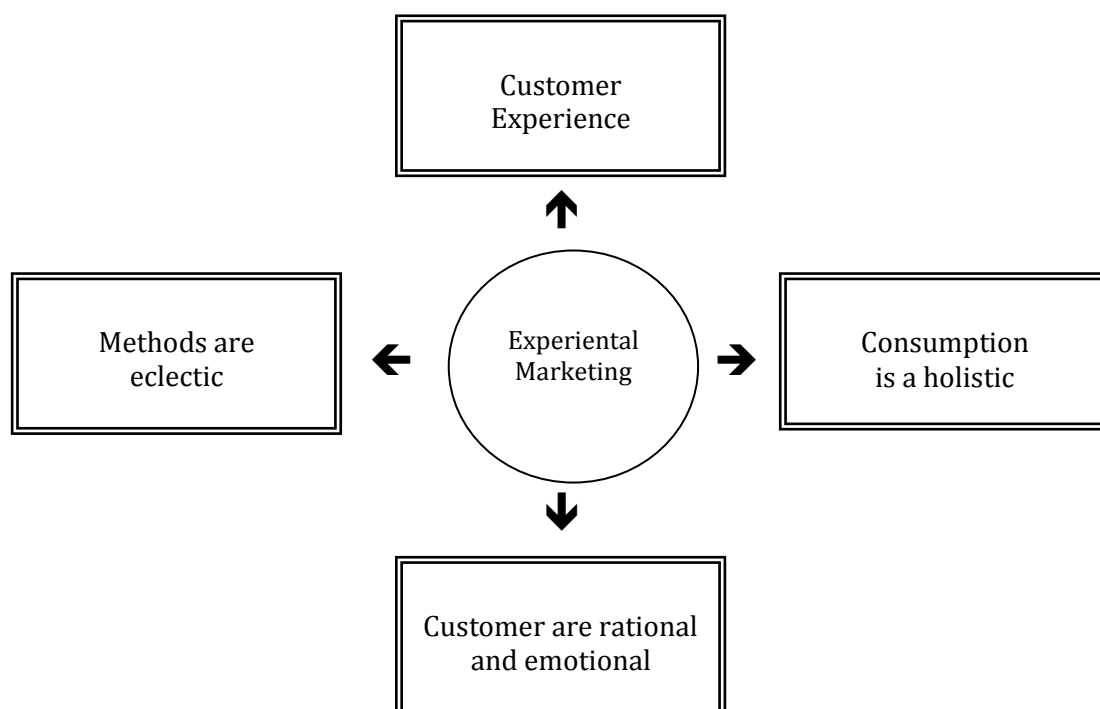 Customer
Experience
Methods are
eclectic
Experiental
Marketing
Consumption
is a holistic
Customer are rational
and emotional